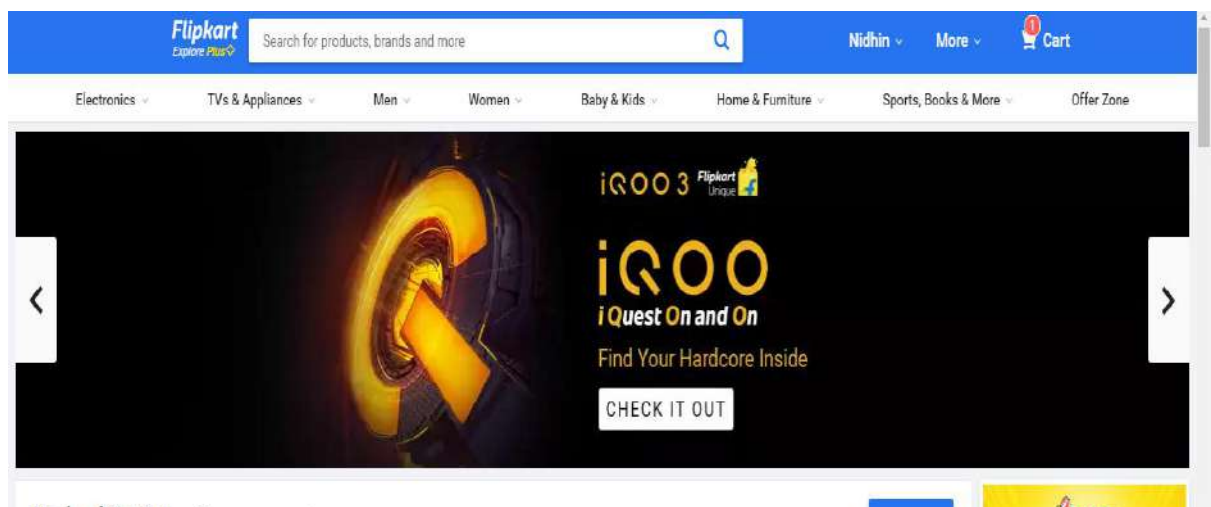 Flipkart
Explore Plus
Search for products, brands and more
Nidhin
More
1
Cart
Electronics
TVs & Appliances
Men
Women
Baby & Kids
Home & Furniture
Sports, Books & More
Offer Zone
iQOO 3
Flipkart
Unique
iQOO
i Quest On and On
Find Your Hardcore Inside
CHECK IT OUT